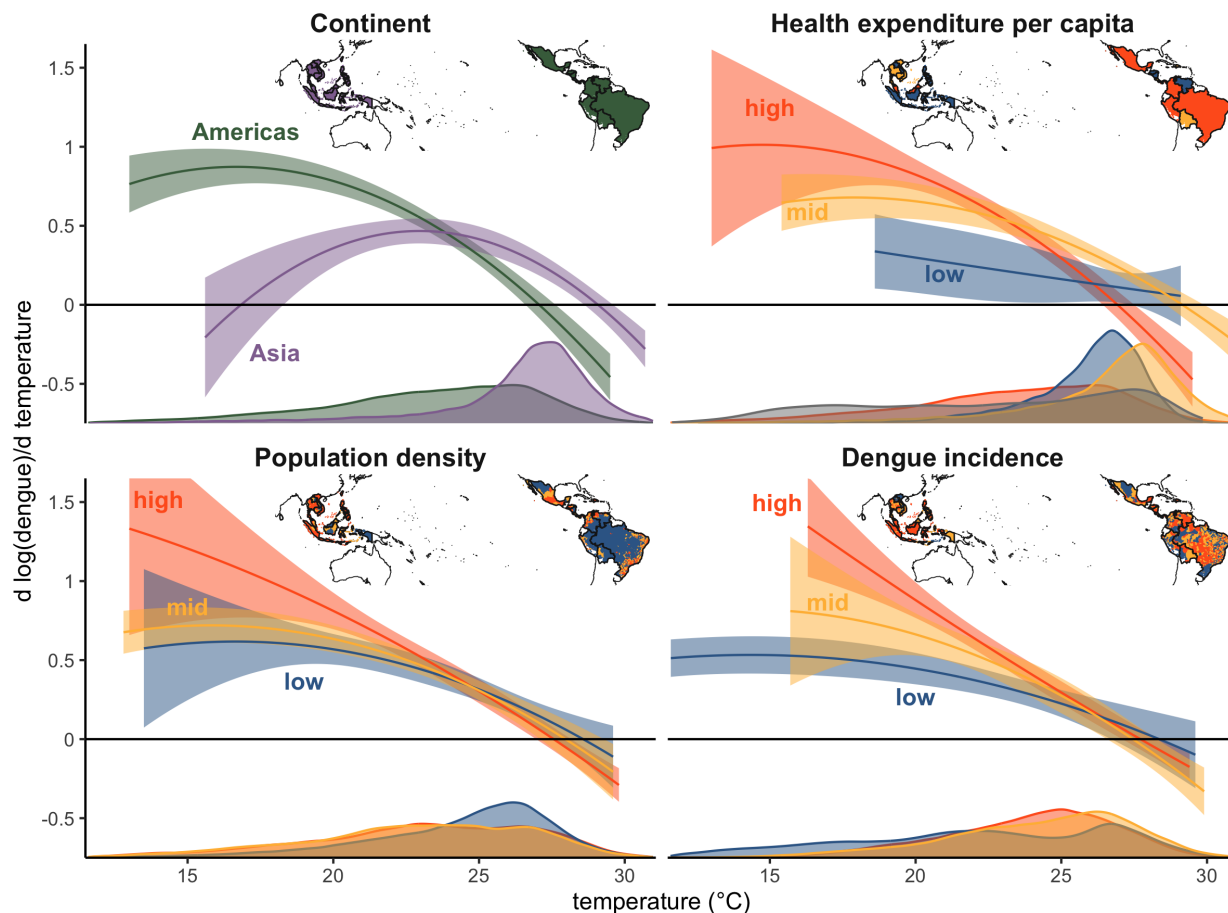 Continent
Health expenditure per capita
1.5
1
0.5
0
-0.5
Americas
Asia
high
mid
low
Population density
Dengue incidence
1.5
1
0.5
0
-0.5
high
mid
low
high
mid
low
15
20
25
30
15
20
25
30
temperature (°C)
d log(dengue)/d temperature